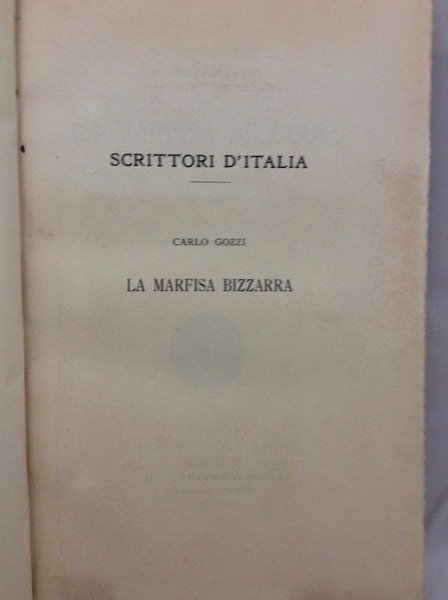 SCRITTORI D'ITALIA
CARLO GOZZI
LA MARFISA BIZZARRA